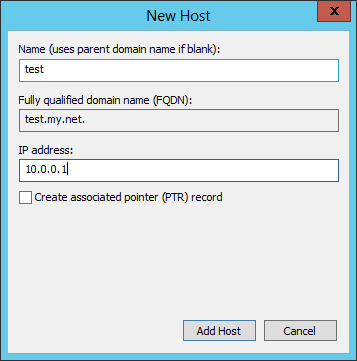 New Host
x
Name (uses parent domain name if blank):
test
Fully qualified domain name (FQDN):
test.my.net.
IP address:
10.0.0.1
Create associated pointer (PTR) record
Add Host
Cancel